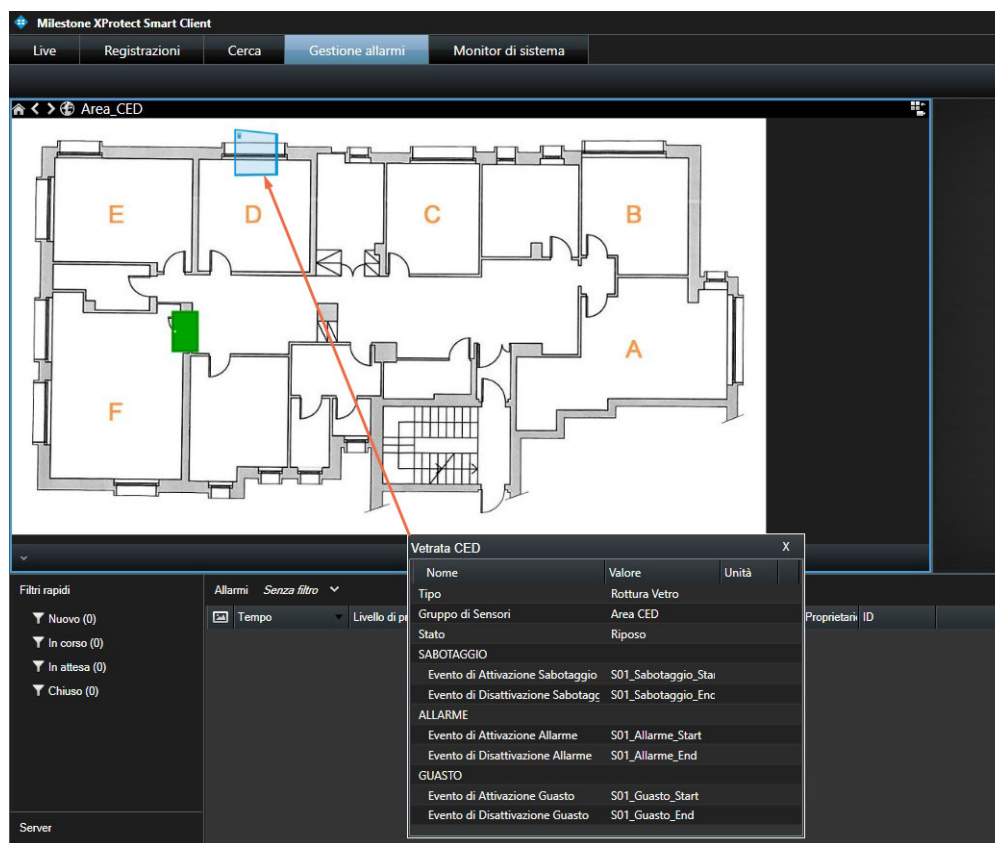 Milestone XProtect Smart Clien
Live Registrazioni Cerca Gestione allarmi Monitor di sistema
Area_CED
E D C B
A
F
Vetrata CED X
Nome Valore Unità
Tipo Rottura Vetro
Gruppo di Sensori Area CED
Stato Riposo
SABOTAGGIO
Evento di Attivazione Sabotaggio S01_Sabotaggio_Star
Evento di Disattivazione Sabotagg S01_Sabotaggio_Enc
ALLARME
Evento di Attivazione Allarme S01_Allarme_Start
Evento di Disattivazione Allarme S01_Allarme_End
GUASTO
Evento di Attivazione Guasto S01_Guasto_Start
Evento di Disattivazione Guasto S01_Guasto_End
Filtri rapidi
Nuovo (0)
In corso (0)
In attesa (0)
Chiuso (0)
Server
Allarmi Senza filtro
Tempo Livello di pr Proprietari ID